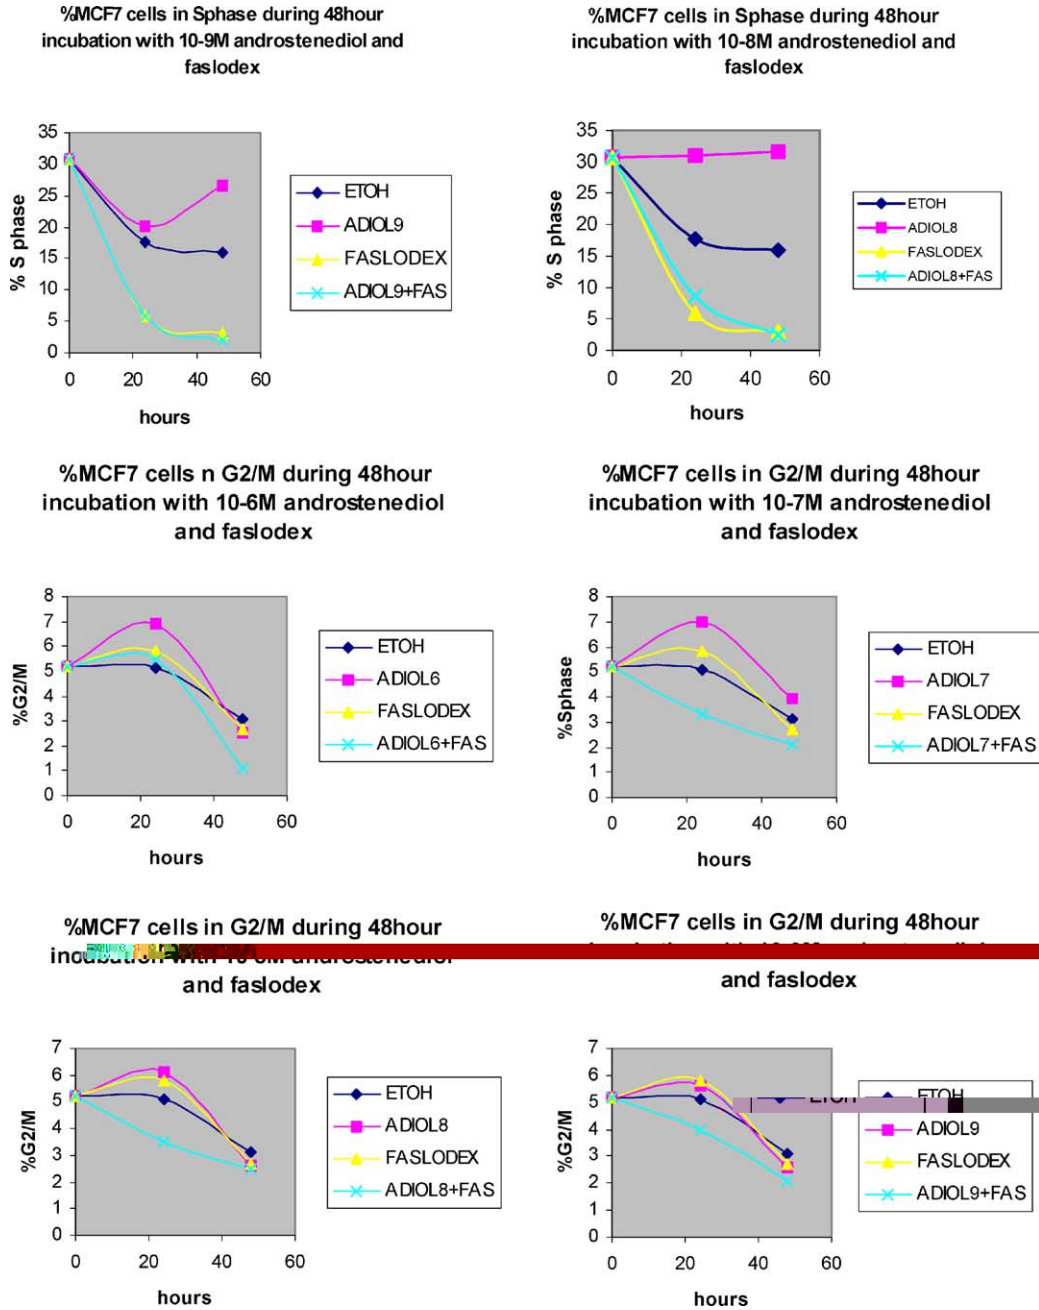 %MCF7 cells in Sphase during 48hour
incubation with 10-9M androstenediol and
faslodex
% S phase
35
30
25
20
15
10
5
0
0 20 40 60
hours
ETOH
ADIOL9
FASLODEX
ADIOL9+FAS
%MCF7 cells in Sphase during 48hour
incubation with 10-8M androstenediol and
faslodex
% S phase
35
30
25
20
15
10
5
0
0 20 40 60
hours
ETOH
ADIOL8
FASLODEX
ADIOL8+FAS
%MCF7 cells n G2/M during 48hour
incubation with 10-6M androstenediol
and faslodex
%G2/M
8
7
6
5
4
3
2
1
0
0 20 40 60
hours
ETOH
ADIOL6
FASLODEX
ADIOL6+FAS
%MCF7 cells in G2/M during 48hour
incubation with 10-7M androstenediol
and faslodex
%Sphase
8
7
6
5
4
3
2
1
0
0 20 40 60
hours
ETOH
ADIOL7
FASLODEX
ADIOL7+FAS
%MCF7 cells in G2/M during 48hour
incubation with androstenediol
and faslodex
%G2/M
7
6
5
4
3
2
1
0
0 20 40 60
hours
ETOH
ADIOL8
FASLODEX
ADIOL8+FAS
%MCF7 cells in G2/M during 48hour
and faslodex
%G2/M
7
6
5
4
3
2
1
0
0 20 40 60
hours
ETOH
ADIOL9
FASLODEX
ADIOL9+FAS